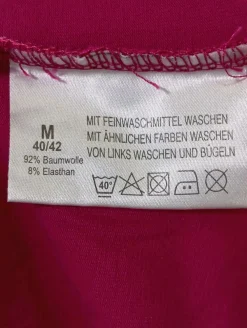 M
40/42
92% Baumwolle
8% Elasthan
MIT FEINWASCHMITTEL WASCHEN
MIT ÄHNLICHEN FARBEN WASCHEN
VON LINKS WASCHEN UND BÜGELN
40°